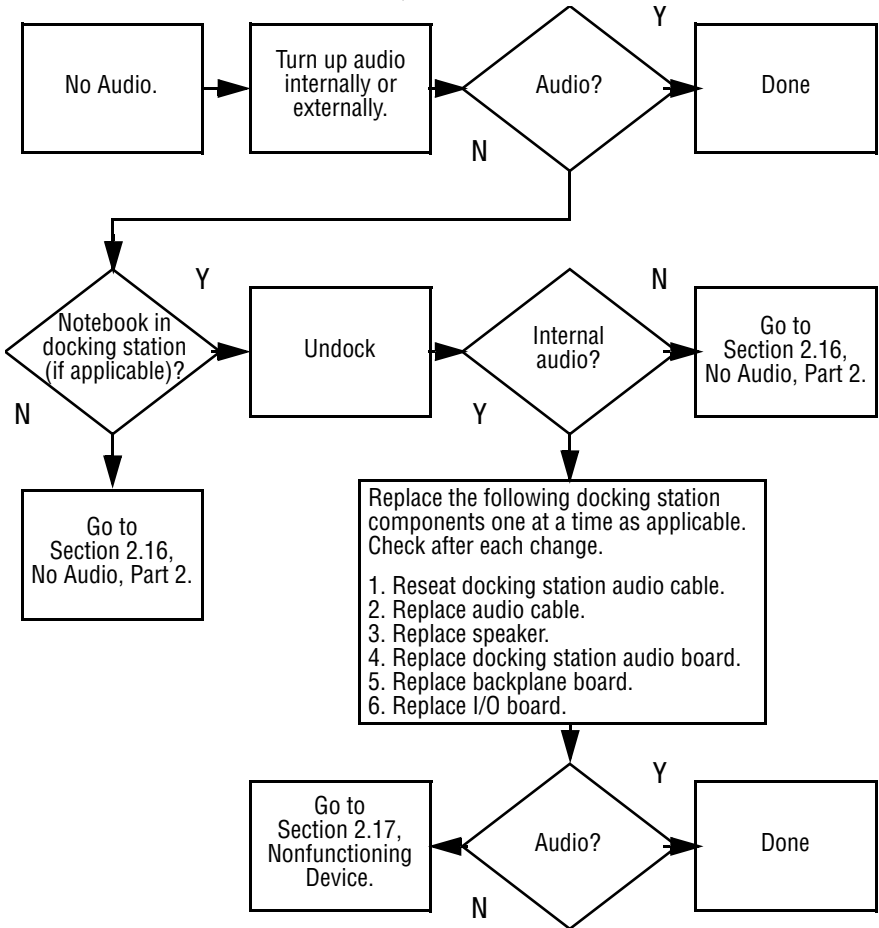 No Audio.
Turn up audio
internally or
externally.
Audio?
Y
Done
N
Notebook in
docking station
(if applicable)?
Y
Undock
Internal
audio?
N
Go to
Section 2.16,
No Audio, Part 2.
N
Y
Go to
Section 2.16,
No Audio, Part 2.
Replace the following docking station
components one at a time as applicable.
Check after each change.
1. Reseat docking station audio cable.
2. Replace audio cable.
3. Replace speaker.
4. Replace docking station audio board.
5. Replace backplane board.
6. Replace I/O board.
Go to
Section 2.17,
Nonfunctioning
Device.
Audio?
Y
Done
N